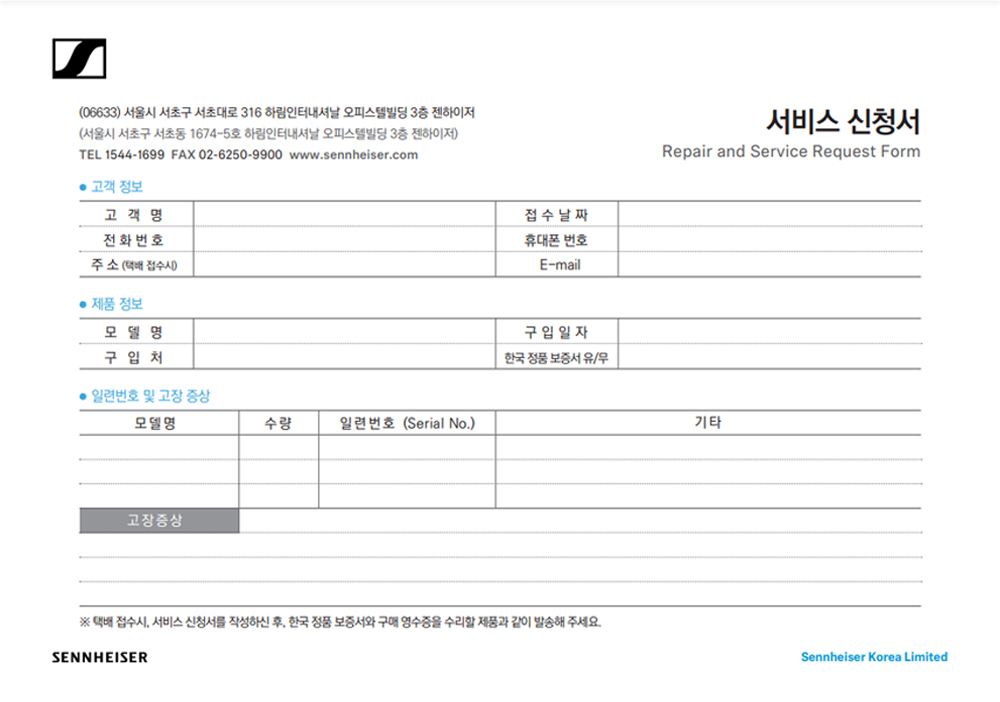 (06633) 서울시 서초구 서초대로 316 하림인터내셔날 오피스텔빌딩 3층 젠하이저
(서울시 서초구 서초동 1674-5호 하림인터내셔날 오피스텔빌딩 3층 젠하이저)
TEL 1544-1699 FAX 02-6250-9900 www.sennheiser.com
서비스 신청서
Repair and Service Request Form
● 고객 정보
고 객 명 접 수 날 짜
전 화 번 호 휴대폰 번호
주 소 (택배 접수시) E-mail
● 제품 정보
모 델 명 구 입 일 자
구 입 처 한국 정품 보증서 유/무
● 일련번호 및 고장 증상
모델명 수량 일련번호 (Serial No.) 기타
고장증상
※ 택배 접수시, 서비스 신청서를 작성하신 후, 한국 정품 보증서와 구매 영수증을 수리할 제품과 같이 발송해 주세요.
SENNHEISER Sennheiser Korea Limited